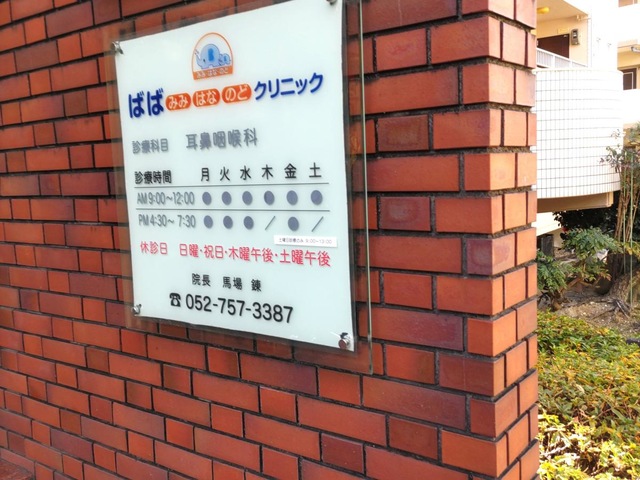 ばば みみ はな のど クリニック
診療科目 耳鼻咽喉科
診療時間 月 火 水 木 金 土
AM 9:00~12:00 ● ● ● ● ● ●
PM 4:30~7:30 ● ● ● / ● /
休診日 日曜・祝日・木曜午後・土曜午後
院長 馬場 錬
☎ 052-757-3387